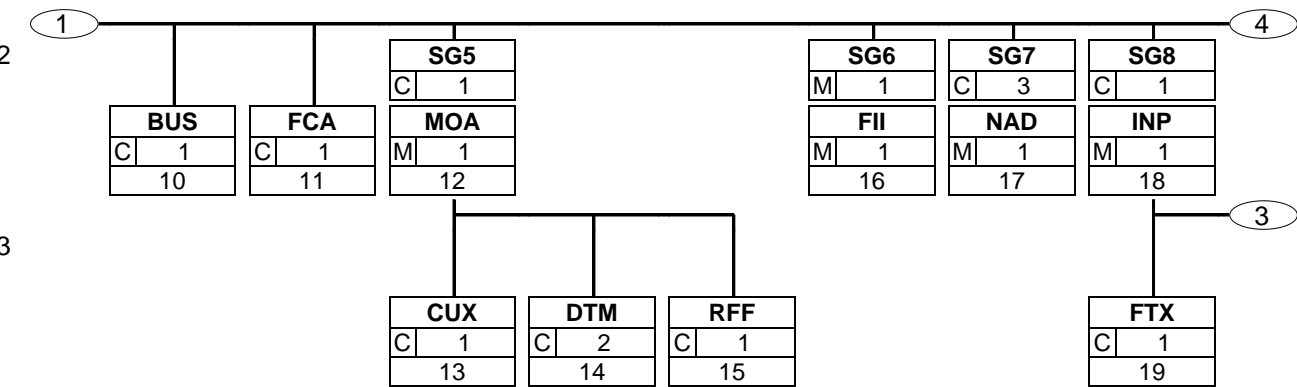 1 4
2 SG5 SG6 SG7 SG8
C 1 M 1 C 3 C 1
BUS FCA MOA FII NAD INP
C 1 C 1 M 1 M 1 M 1 M 1
10 11 12 16 17 18
3
3
CUX DTM RFF FTX
C 1 C 2 C 1 C 1
13 14 15 19